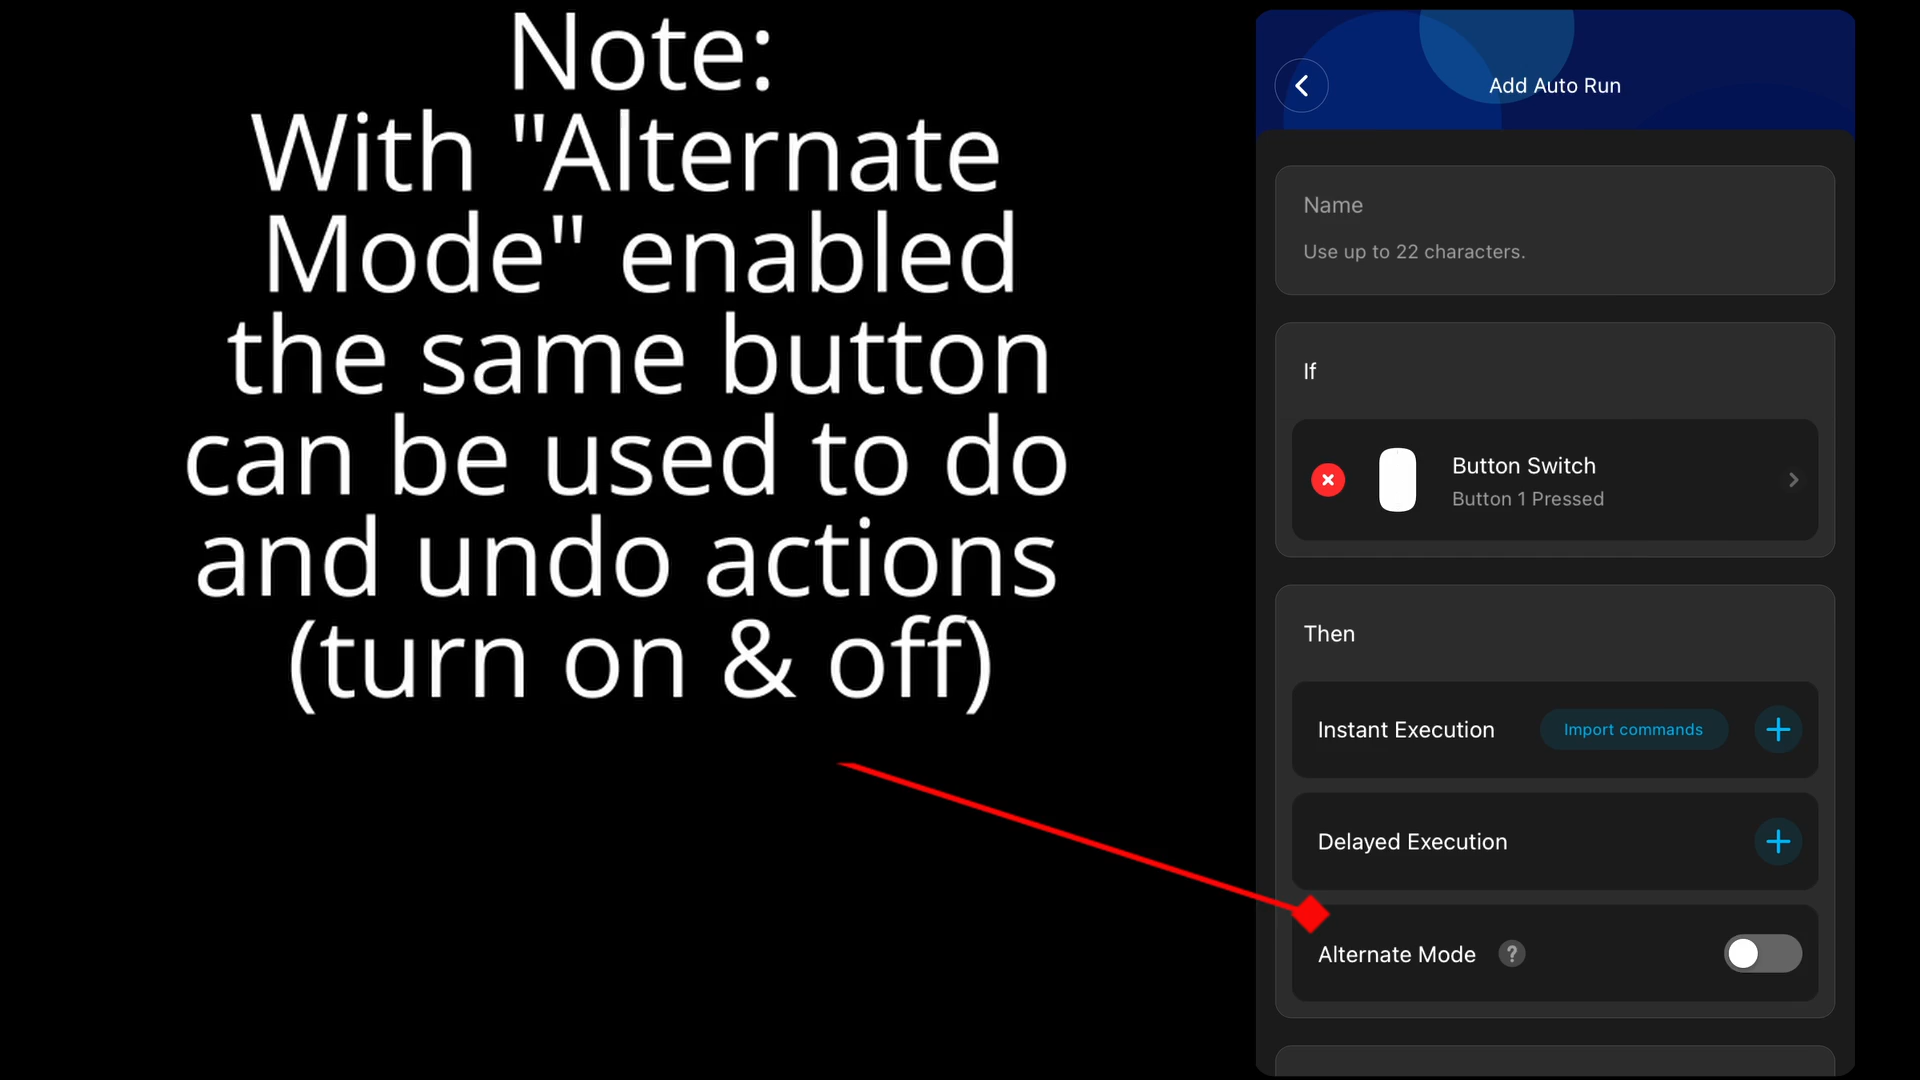 Note:
With "Alternate
Mode" enabled
the same button
can be used to do
and undo actions
(turn on & off)
Add Auto Run
Name
Use up to 22 characters.
If
Button Switch
Button 1 Pressed
Then
Instant Execution
Import commands
Delayed Execution
Alternate Mode ?